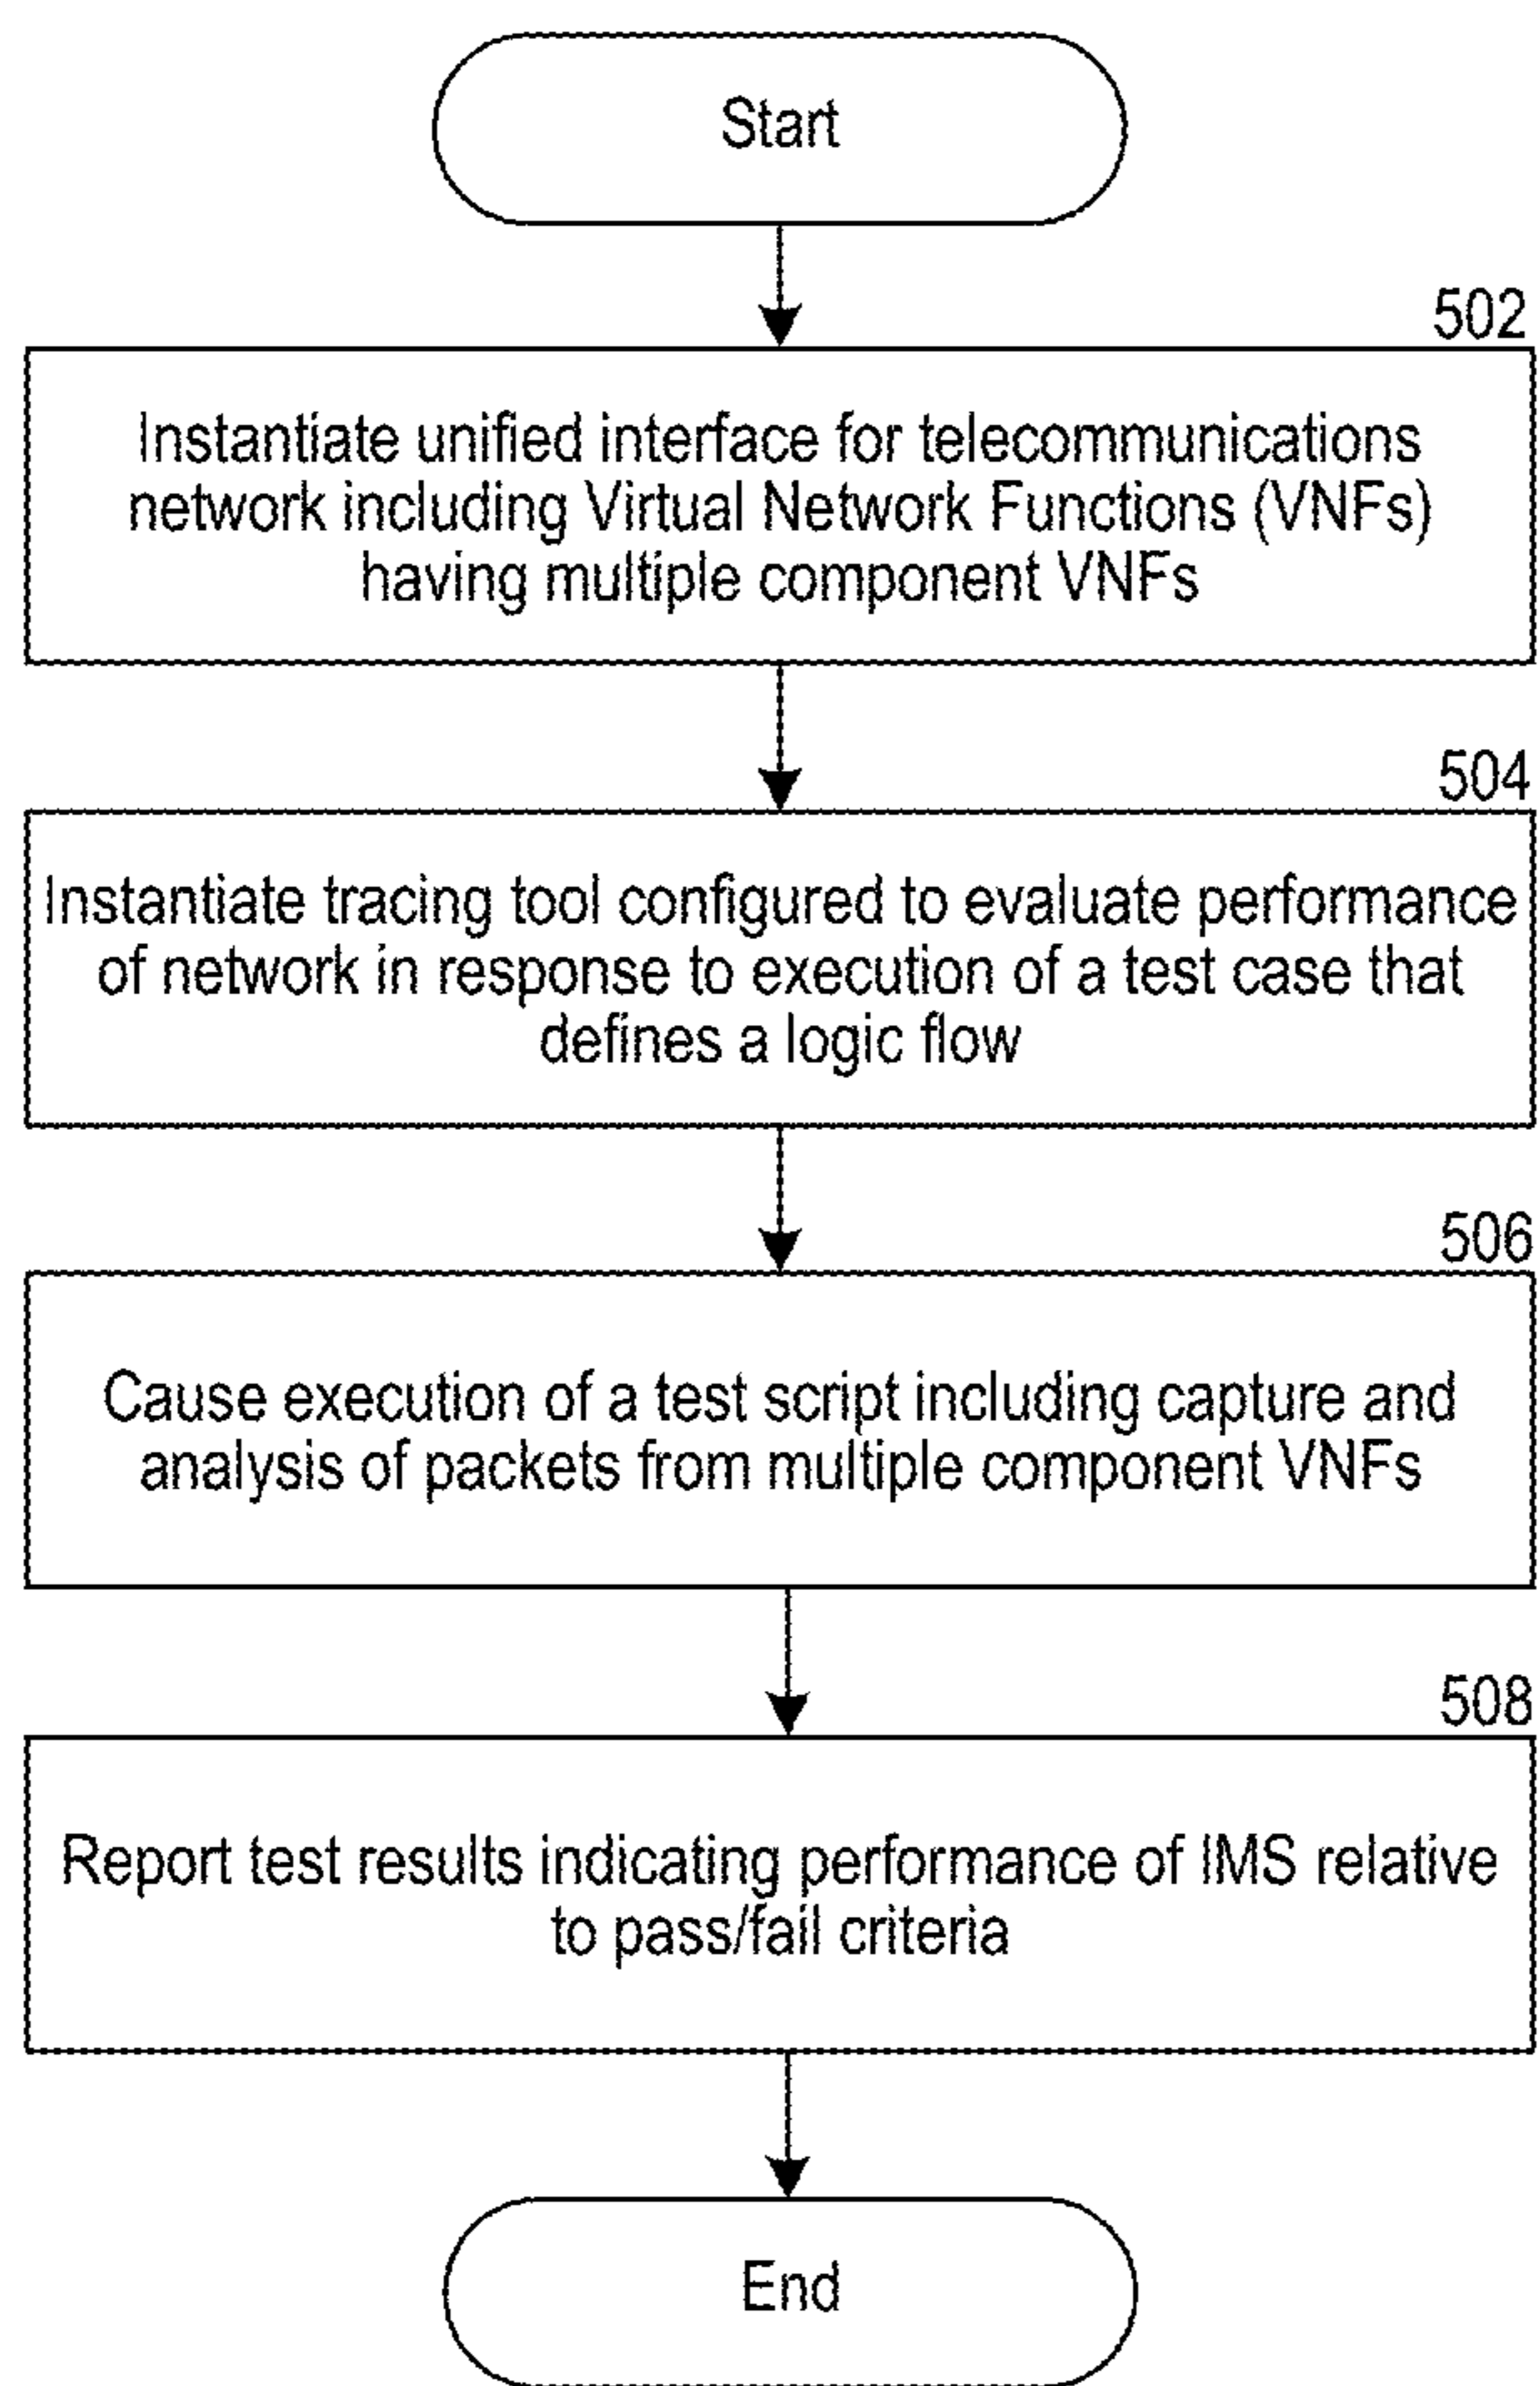 Start
502
Instantiate unified interface for telecommunications
network including Virtual Network Functions (VNFs)
having multiple component VNFs
504
Instantiate tracing tool configured to evaluate performance
of network in response to execution of a test case that
defines a logic flow
506
Cause execution of a test script including capture and
analysis of packets from multiple component VNFs
508
Report test results indicating performance of IMS relative
to pass/fail criteria
End